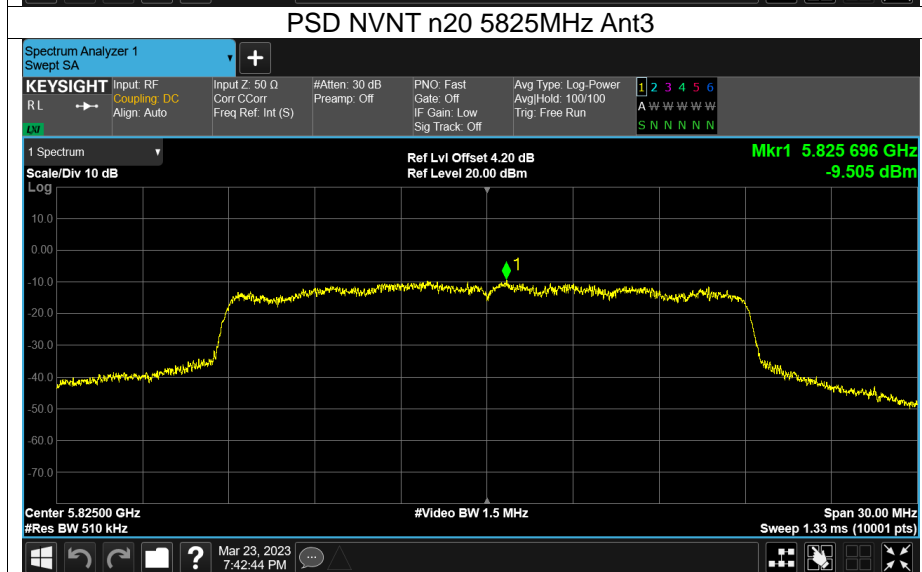 PSD NVNT n20 5825MHz Ant3
Spectrum Analyzer 1
Swept SA
+
KEYSIGHT
R L
LXI
Input: RF
Coupling: DC
Align: Auto
Input Z: 50 Ω
Corr CCorr
Freq Ref: Int (S)
#Atten: 30 dB
Preamp: Off
PNO: Fast
Gate: Off
IF Gain: Low
Sig Track: Off
Avg Type: Log-Power
Avg|Hold: 100/100
Trig: Free Run
1 2 3 4 5 6
A W W W W W
S N N N N N
1 Spectrum
Scale/Div 10 dB
Log
Ref Lvl Offset 4.20 dB
Ref Level 20.00 dBm
Mkr1 5.825 696 GHz
-9.505 dBm
10.0
0.00
-10.0
-20.0
-30.0
-40.0
-50.0
-60.0
-70.0
1
Center 5.82500 GHz
#Res BW 510 kHz
#Video BW 1.5 MHz
Span 30.00 MHz
Sweep 1.33 ms (10001 pts)
?
Mar 23, 2023
7:42:44 PM